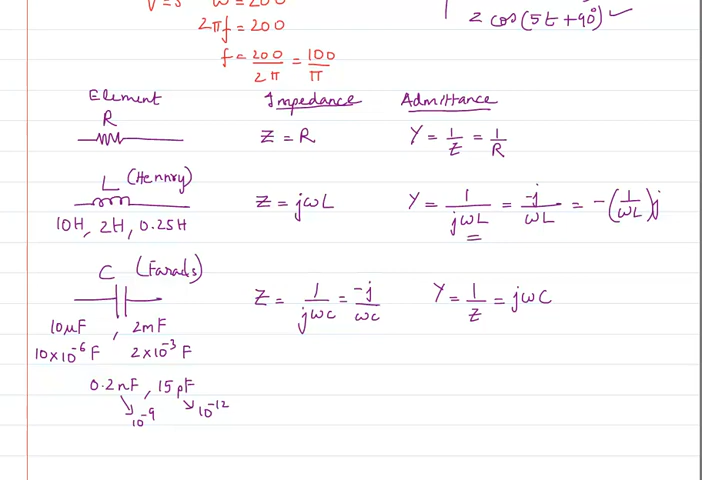 2πf = 200
2 cos(5t + 90°) ✓
f = 200/2π = 100/π
Element Impedance Admittance
R
Z = R Y = 1/Z = 1/R
L (Hennry)
Z = jωL Y = 1/jωL = -j/ωL = -(1/ωL)j
10H, 2H, 0.25H
C (Farads)
Z = 1/jωc = -j/ωc Y = 1/Z = jωC
10μF , 2mF
10×10⁻⁶ F 2×10⁻³ F
0.2nF, 15pF
10⁻⁹ 10⁻¹²